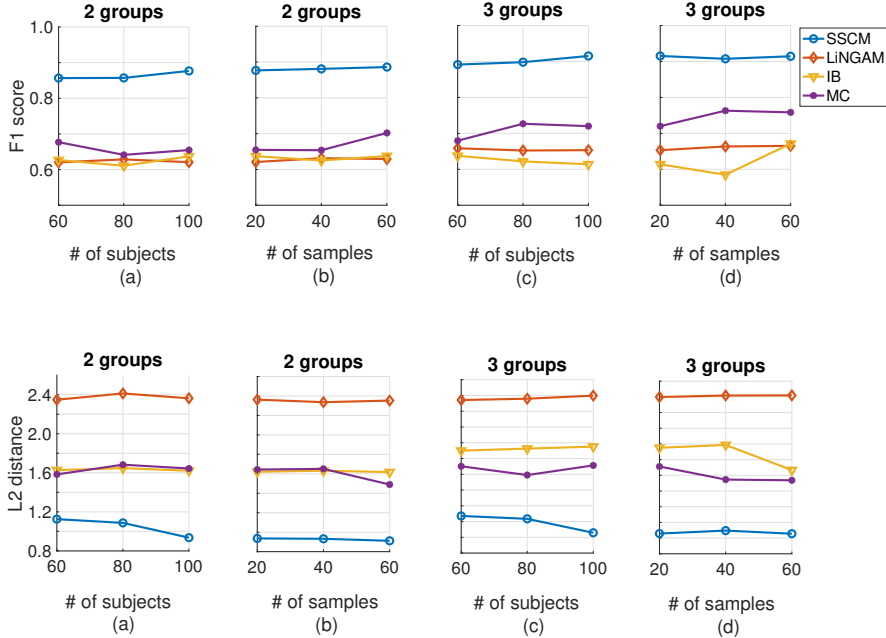 2 groups
2 groups
3 groups
3 groups
1.0
0.8
0.6
F1 score
SSCM
LiNGAM
IB
MC
60 80 100
20 40 60
60 80 100
20 40 60
# of subjects
# of samples
# of subjects
# of samples
(a)
(b)
(c)
(d)
2 groups
2 groups
3 groups
3 groups
2.4
2.0
1.6
1.2
0.8
L2 distance
60 80 100
20 40 60
60 80 100
20 40 60
# of subjects
# of samples
# of subjects
# of samples
(a)
(b)
(c)
(d)